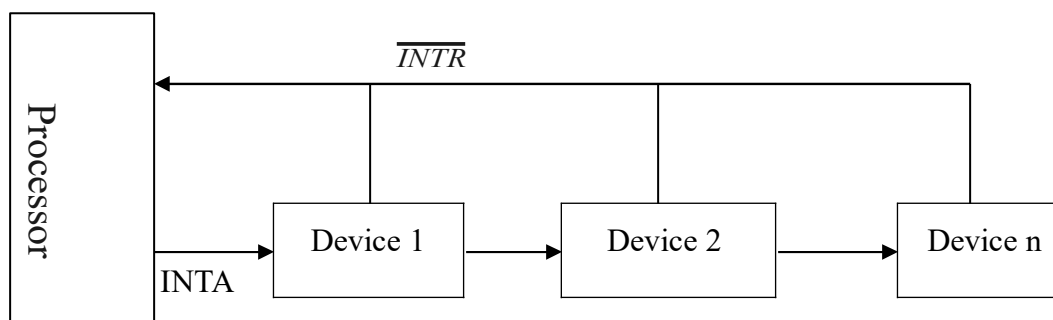 INTR
Processor
Device 1
Device 2
Device n
INTA